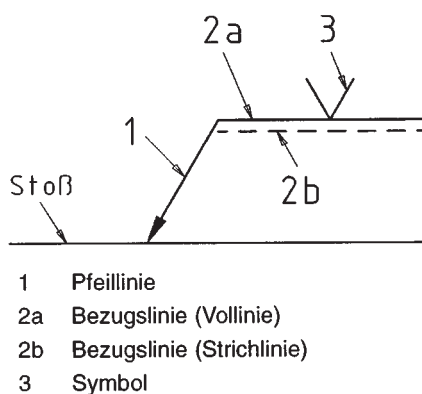 2a 3
1
Stoß 2b
1 Pfeillinie
2a Bezugslinie (Vollinie)
2b Bezugslinie (Strichlinie)
3 Symbol